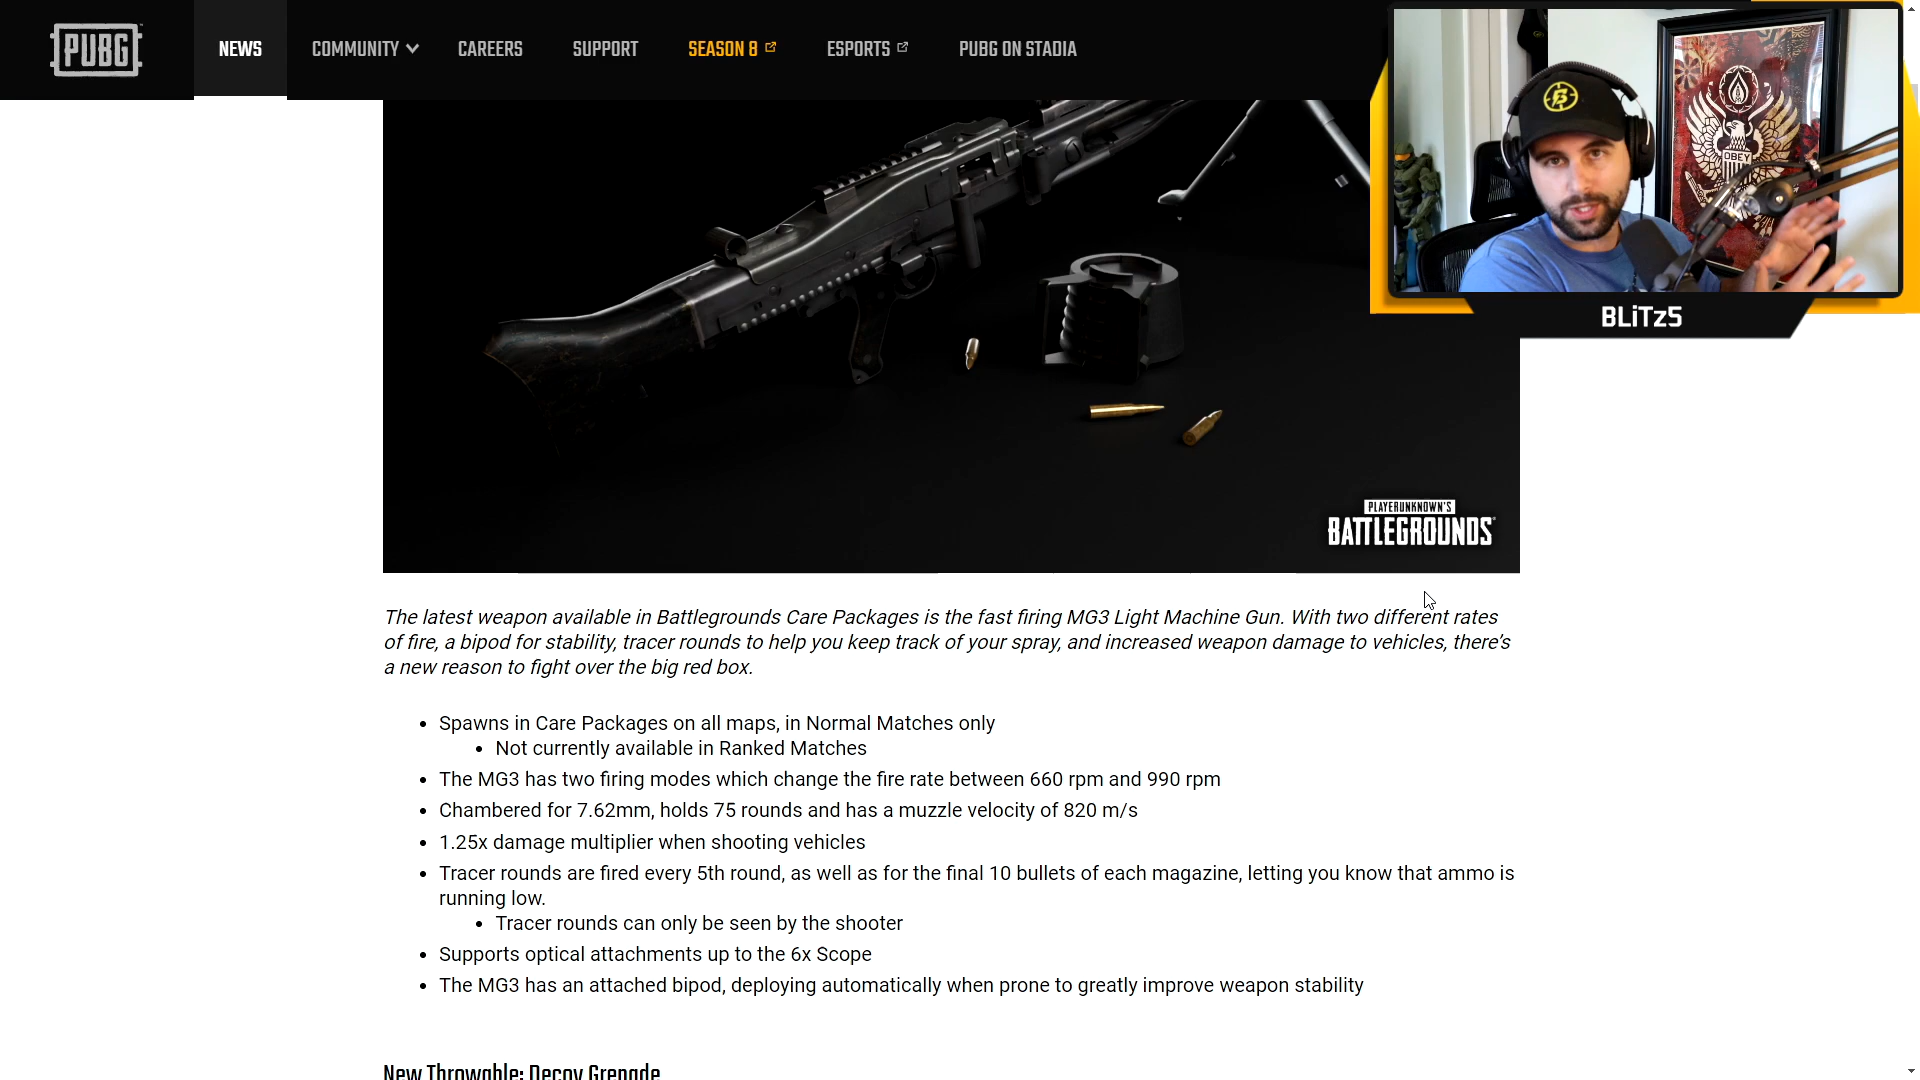 PUBG
NEWS
COMMUNITY
CAREERS
SUPPORT
SEASON 8
ESPORTS
PUBG ON STADIA
OBEY
BLiTz5
PLAYERUNKNOWN'S
BATTLEGROUNDS
The latest weapon available in Battlegrounds Care Packages is the fast firing MG3 Light Machine Gun. With two different rates
of fire, a bipod for stability, tracer rounds to help you keep track of your spray, and increased weapon damage to vehicles, there's
a new reason to fight over the big red box.
• Spawns in Care Packages on all maps, in Normal Matches only
• Not currently available in Ranked Matches
• The MG3 has two firing modes which change the fire rate between 660 rpm and 990 rpm
• Chambered for 7.62mm, holds 75 rounds and has a muzzle velocity of 820 m/s
• 1.25x damage multiplier when shooting vehicles
• Tracer rounds are fired every 5th round, as well as for the final 10 bullets of each magazine, letting you know that ammo is
running low.
• Tracer rounds can only be seen by the shooter
• Supports optical attachments up to the 6x Scope
• The MG3 has an attached bipod, deploying automatically when prone to greatly improve weapon stability
New Throwable: Decoy Grenade